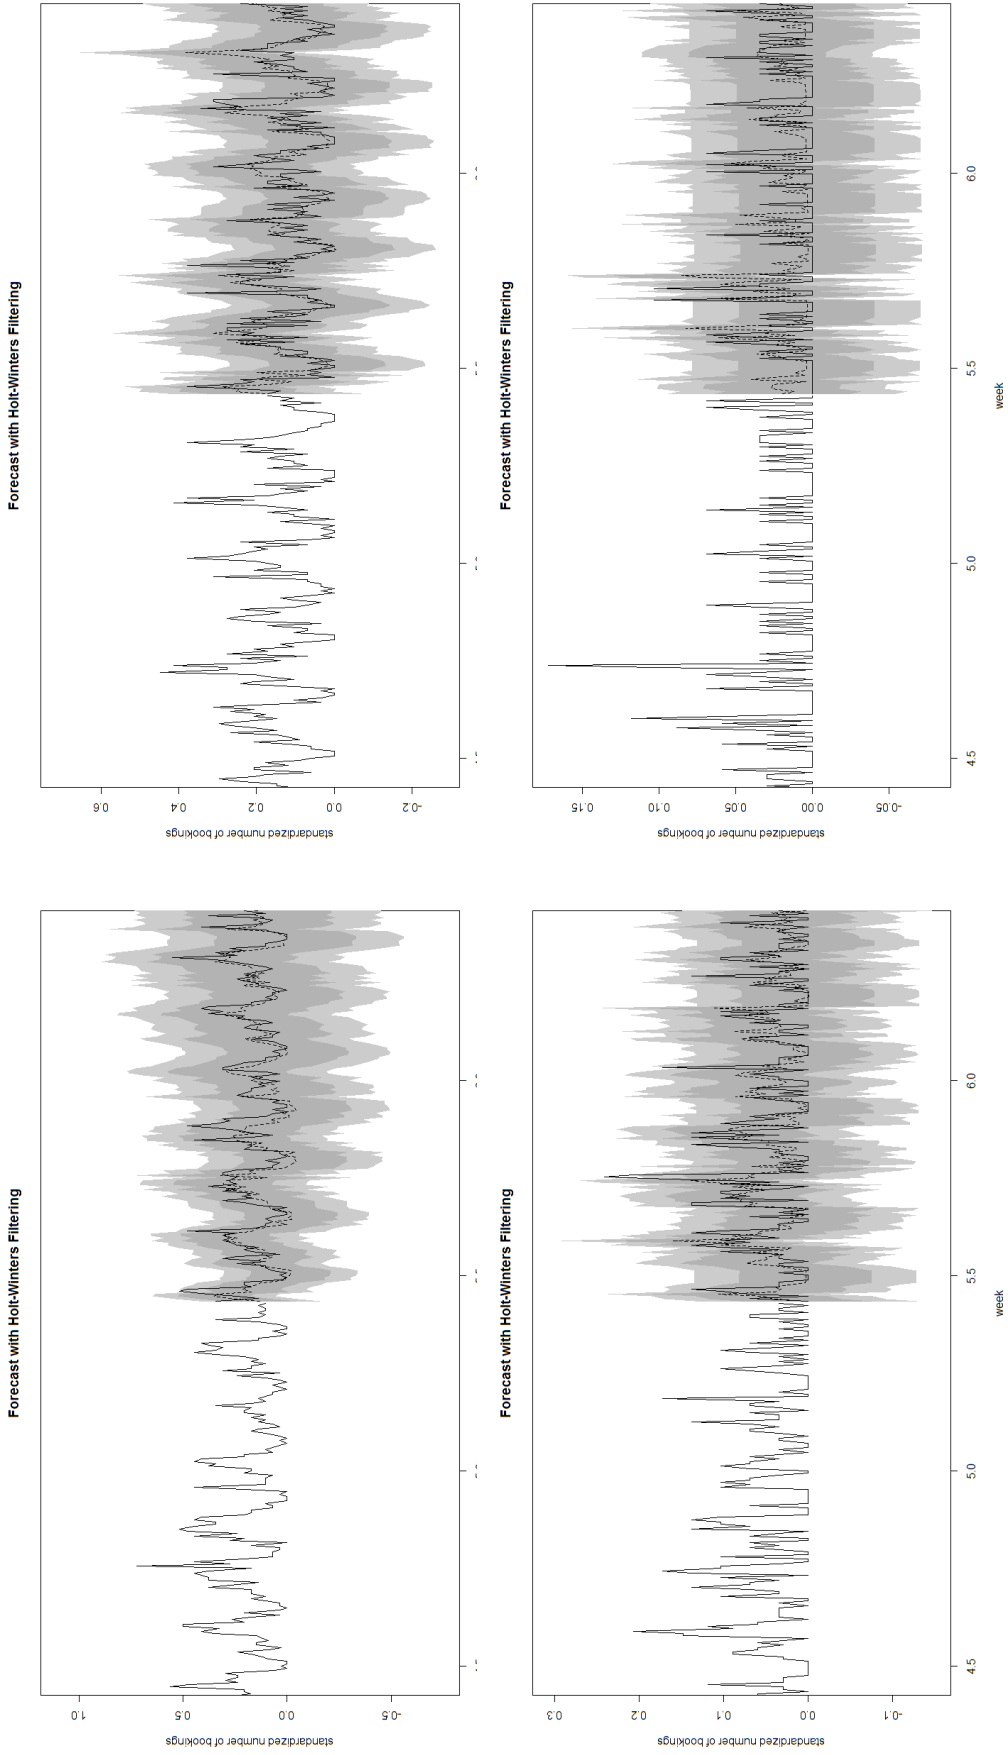 Forecast with Holt-Winters Filtering
standardized number of bookings
1.0
0.5
0.0
-0.5
Forecast with Holt-Winters Filtering
standardized number of bookings
0.6
0.4
0.2
0.0
-0.2
Forecast with Holt-Winters Filtering
standardized number of bookings
0.3
0.2
0.1
0.0
-0.1
4.5 5.0 5.5 6.0
week
Forecast with Holt-Winters Filtering
standardized number of bookings
0.15
0.10
0.05
0.00
-0.05
4.5 5.0 5.5 6.0
week